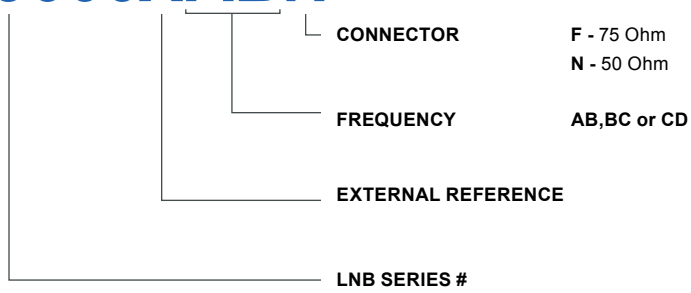 CONNECTOR F - 75 Ohm
N - 50 Ohm
FREQUENCY AB,BC or CD
EXTERNAL REFERENCE
LNB SERIES #